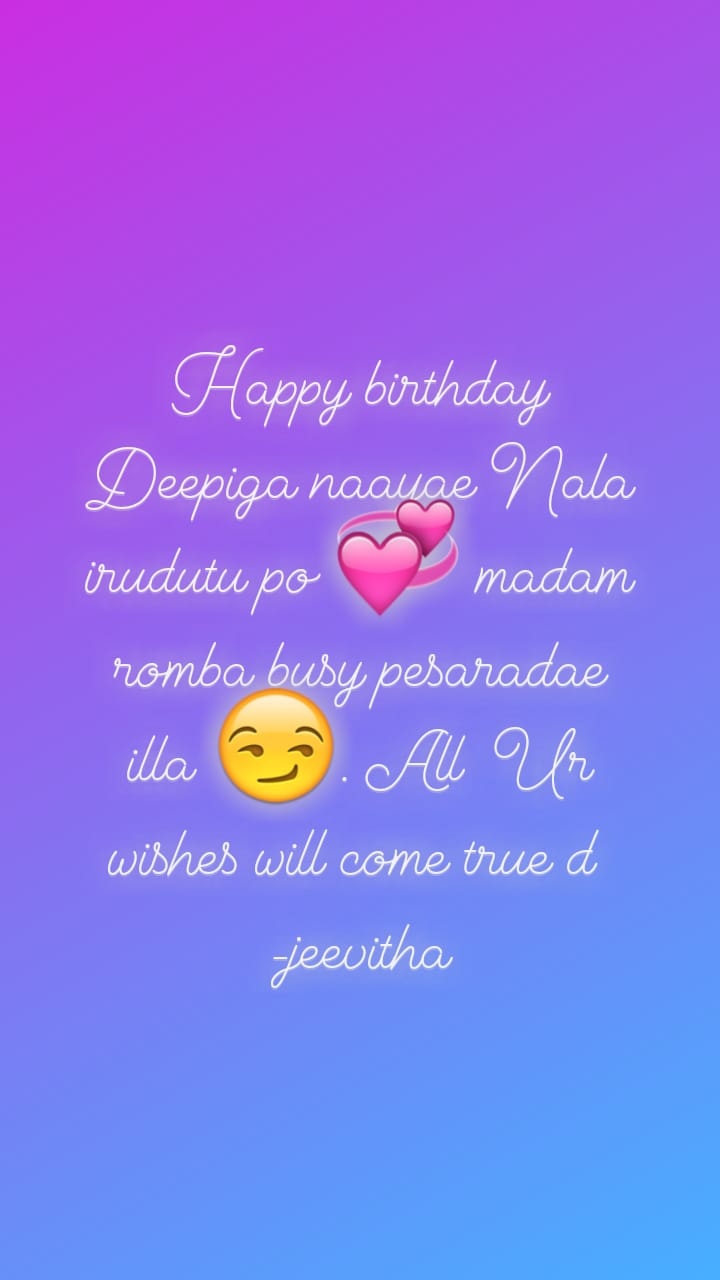 Happy birthday
Deepiga naayae Nala
irudutu po 💞 madam
romba busy pesaradae
illa 😏. All Ur
wishes will come true d
-jeevitha